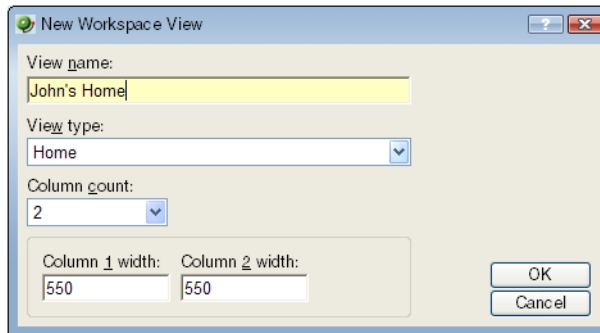 New Workspace View
?
View name:
John's Home
View type:
Home
Column count:
2
Column 1 width: Column 2 width:
550 550
OK
Cancel